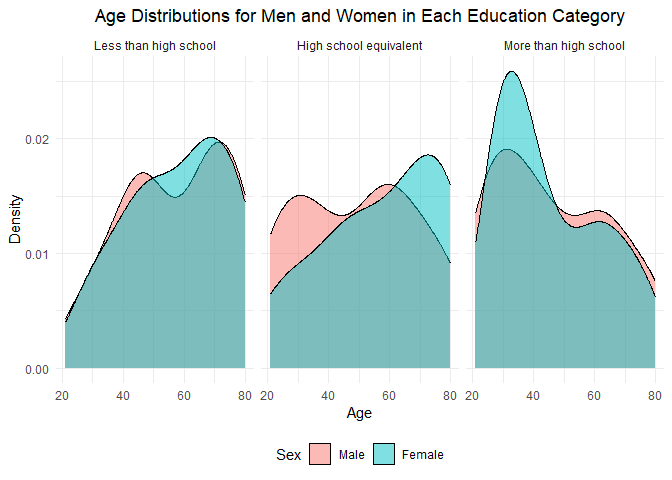 Age Distributions for Men and Women in Each Education Category
Less than high school
High school equivalent
More than high school
Density
0.02
0.01
0.00
20 40 60 80
20 40 60 80
20 40 60 80
Age
Sex Male Female